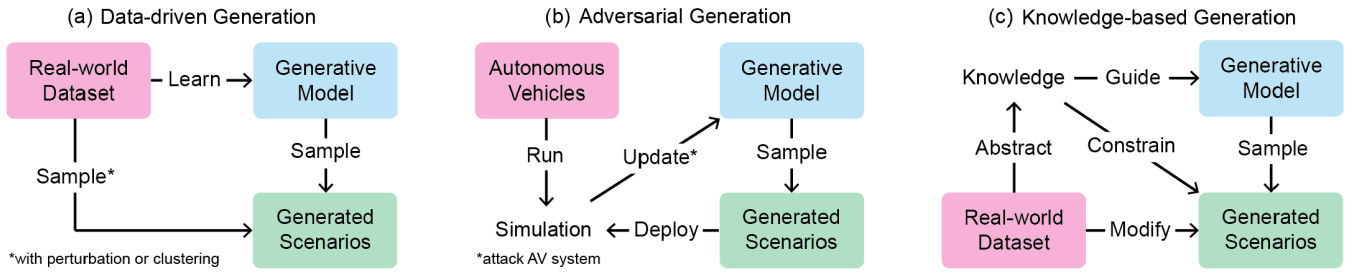 (a) Data-driven Generation
Real-world
Dataset
Learn
Generative
Model
Sample
Sample*
Generated
Scenarios
*with perturbation or clustering
(b) Adversarial Generation
Autonomous
Vehicles
Generative
Model
Run
Update*
Sample
Simulation
Deploy
Generated
Scenarios
*attack AV system
(c) Knowledge-based Generation
Knowledge
Guide
Generative
Model
Abstract
Constrain
Sample
Real-world
Dataset
Modify
Generated
Scenarios